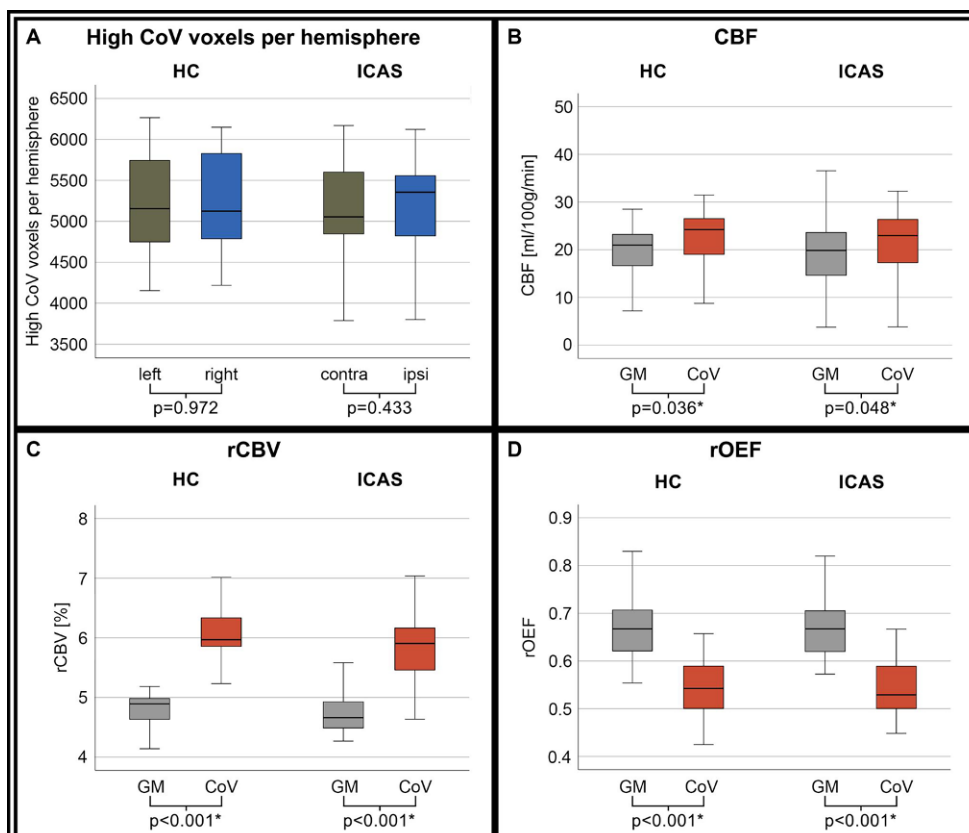 A High CoV voxels per hemisphere
HC ICAS
High CoV voxels per hemisphere
6500
6000
5500
5000
4500
4000
3500
left right contra ipsi
p=0.972 p=0.433
B CBF
HC ICAS
CBF [ml/100g/min]
50
40
30
20
10
0
GM CoV GM CoV
p=0.036* p=0.048*
C rCBV
HC ICAS
rCBV [%]
8
7
6
5
4
GM CoV GM CoV
p<0.001* p<0.001*
D rOEF
HC ICAS
rOEF
0.9
0.8
0.7
0.6
0.5
0.4
GM CoV GM CoV
p<0.001* p<0.001*